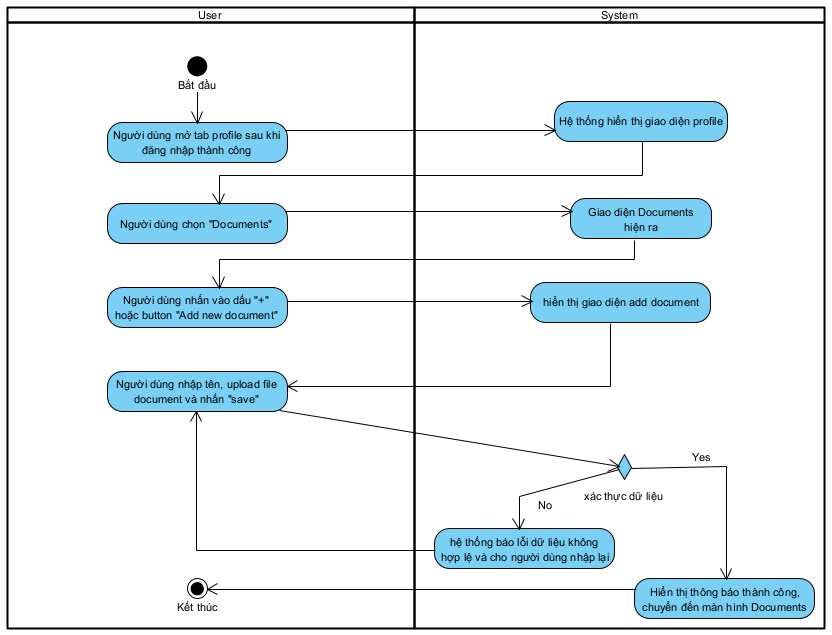 User
System
Bắt đầu
Người dùng mở tab profile sau khi
đăng nhập thành công
Hệ thống hiển thị giao diện profile
Người dùng chọn "Documents"
Giao diện Documents
hiện ra
Người dùng nhấn vào dấu "+"
hoặc button "Add new document"
hiển thị giao diện add document
Người dùng nhập tên, upload file
document và nhấn "save"
Yes
xác thực dữ liệu
No
hệ thống báo lỗi dữ liệu không
hợp lệ và cho người dùng nhập lại
Hiển thị thông báo thành công,
chuyển đến màn hình Documents
Kết thúc